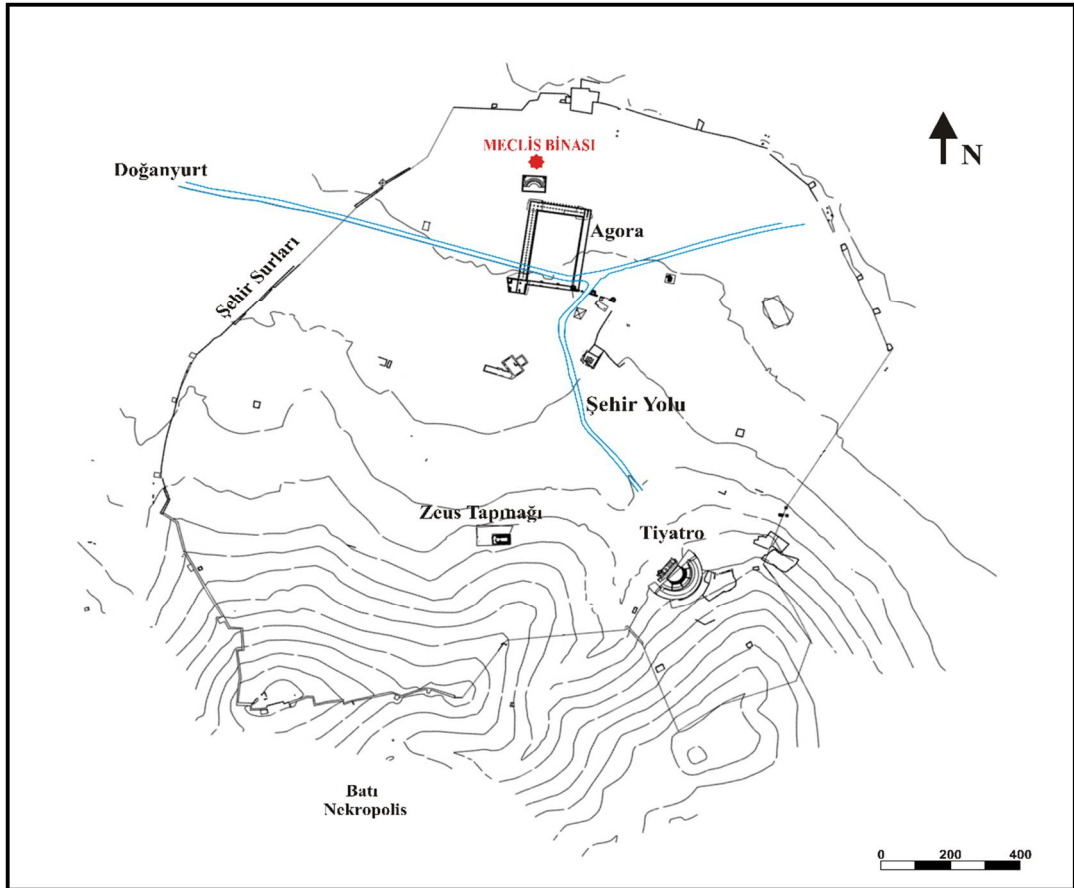 MECLİS BİNASI
N
Doğanyurt
Agora
Şehir Surları
Şehir Yolu
Zeus Tapınağı
Tiyatro
Batı
Nekropolis
0 200 400